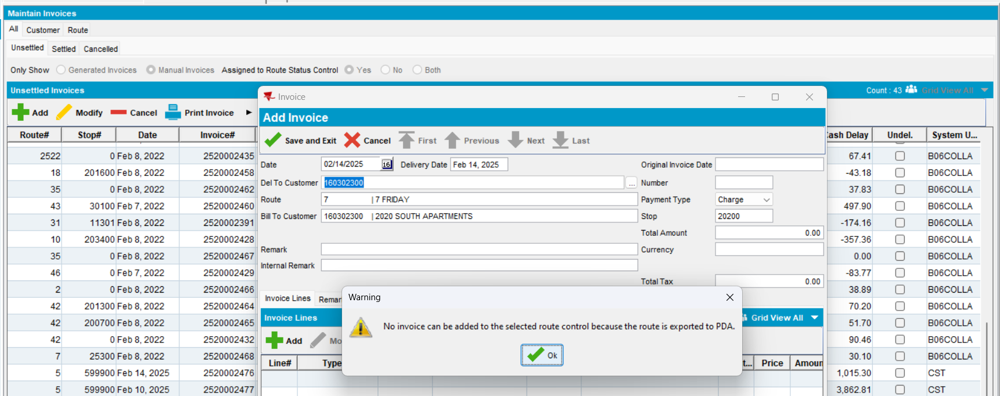 Maintain Invoices
All Customer Route
Unsettled Settled Cancelled
Only Show Generated Invoices Manual Invoices Assigned to Route Status Control Yes No Both
Unsettled Invoices Count : 43 Grid View All
Add Modify Cancel Print Invoice
Route# Stop# Date Invoice# Cash Delay Undel. System U...
2522 0 Feb 8, 2022 2520002435 67.41 B06COLLA
18 201600 Feb 8, 2022 2520002458 -43.18 B06COLLA
35 0 Feb 8, 2022 2520002462 37.83 B06COLLA
43 30100 Feb 7, 2022 2520002460 497.90 B06COLLA
31 11301 Feb 8, 2022 2520002391 -174.16 B06COLLA
10 203400 Feb 8, 2022 2520002428 -357.36 B06COLLA
35 0 Feb 8, 2022 2520002467 0.00 B06COLLA
46 0 Feb 7, 2022 2520002429 -83.77 B06COLLA
2 0 Feb 8, 2022 2520002466 38.89 B06COLLA
42 201300 Feb 8, 2022 2520002464 70.20 B06COLLA
42 200700 Feb 8, 2022 2520002465 51.70 B06COLLA
42 0 Feb 8, 2022 2520002432 90.46 B06COLLA
7 25300 Feb 8, 2022 2520002468 30.10 B06COLLA
5 599900 Feb 14, 2025 2520002476 1,015.30 CST
5 599900 Feb 10, 2025 2520002477 3,862.81 CST
Invoice
Add Invoice
Save and Exit Cancel First Previous Next Last
Date 02/14/2025 16 Delivery Date Feb 14, 2025 Original Invoice Date
Del To Customer 160302300 ... Number
Route 7 | 7 FRIDAY Payment Type Charge
Bill To Customer 160302300 | 2020 SOUTH APARTMENTS Stop 20200
Total Amount 0.00
Remark Currency
Internal Remark
Total Tax 0.00
Invoice Lines Remar
Invoice Lines Grid View All
Add Mo
Line# Type t... Price Amoun
Warning
No invoice can be added to the selected route control because the route is exported to PDA.
Ok